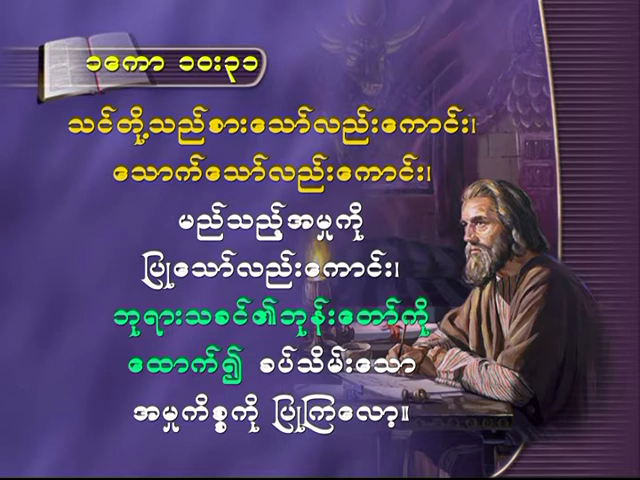 ၁ကော ၁၀း၃၁
သင်တို့သည်စားသော်လည်းကောင်း၊
သောက်သော်လည်းကောင်း၊
မည်သည့်အမှုကို
ပြုသော်လည်းကောင်း၊
ဘုရားသခင်၏ဘုန်းတော်ကို
ထောက်၍ ခပ်သိမ်းသော
အမှုကိစ္စကို ပြုကြလော့။